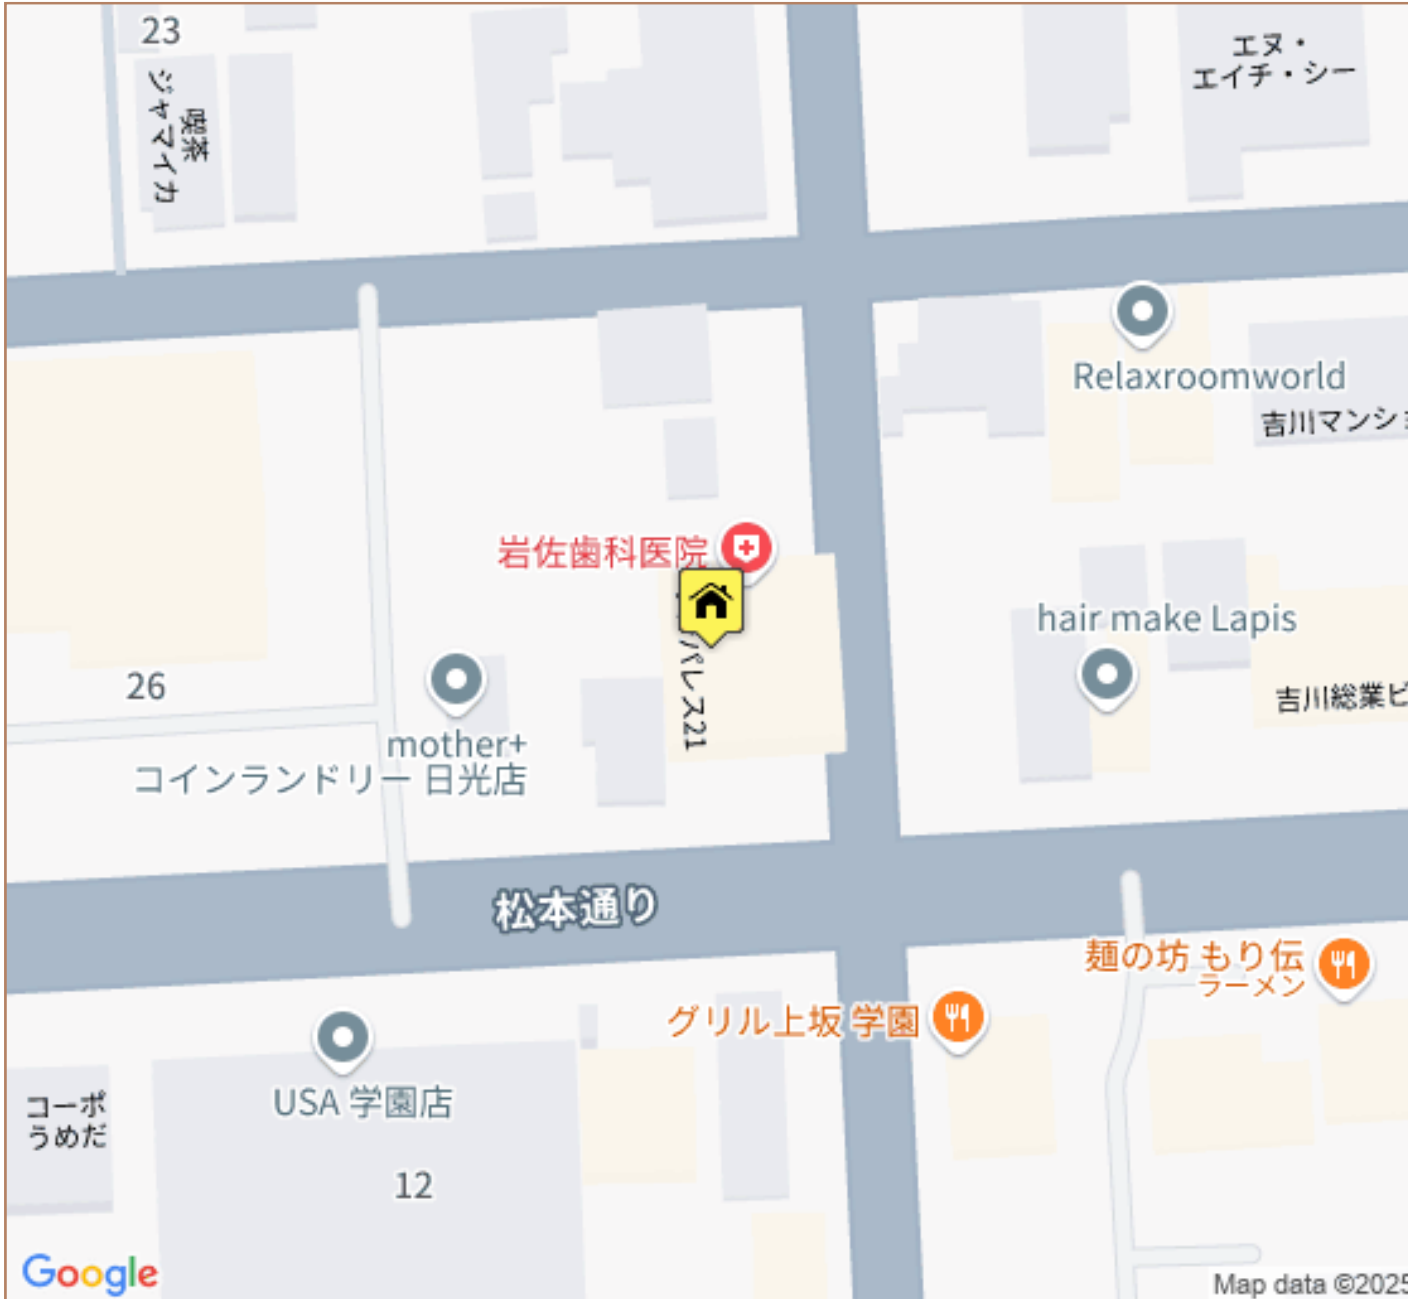 23
喫茶
ジャマイカ
エヌ・
エイチ・シー
Relaxroomworld
吉川マンショ
岩佐歯科医院
パレス21
hair make Lapis
吉川総業ビ
26
mother+
コインランドリー 日光店
松本通り
麺の坊 もり伝
ラーメン
グリル上坂 学園
USA 学園店
コーポ
うめだ
12
Google
Map data ©2025